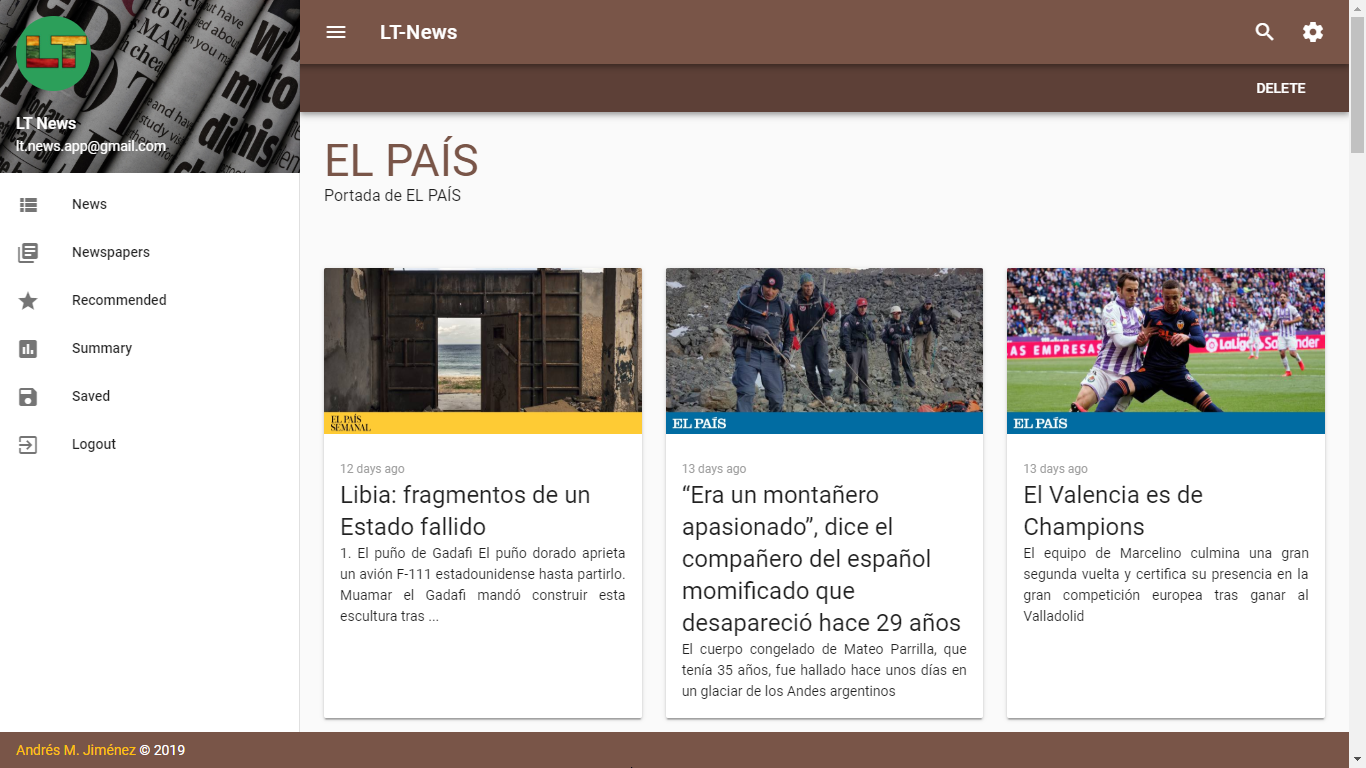 LT
LT News
lt.news.app@gmail.com
News
Newspapers
Recommended
Summary
Saved
Logout
LT-News
DELETE
EL PAÍS
Portada de EL PAÍS
EL PAÍS
SEMANAL
12 days ago
Libia: fragmentos de un
Estado fallido
1. El puño de Gadafi El puño dorado aprieta
un avión F-111 estadounidense hasta partirlo.
Muamar el Gadafi mandó construir esta
escultura tras ...
EL PAÍS
13 days ago
“Era un montañero
apasionado”, dice el
compañero del español
momificado que
desapareció hace 29 años
El cuerpo congelado de Mateo Parrilla, que
tenía 35 años, fue hallado hace unos días en
un glaciar de los Andes argentinos
AS EMPRESAS
LaLiga Santander
EL PAÍS
13 days ago
El Valencia es de
Champions
El equipo de Marcelino culmina una gran
segunda vuelta y certifica su presencia en la
gran competición europea tras ganar al
Valladolid
Andrés M. Jiménez © 2019